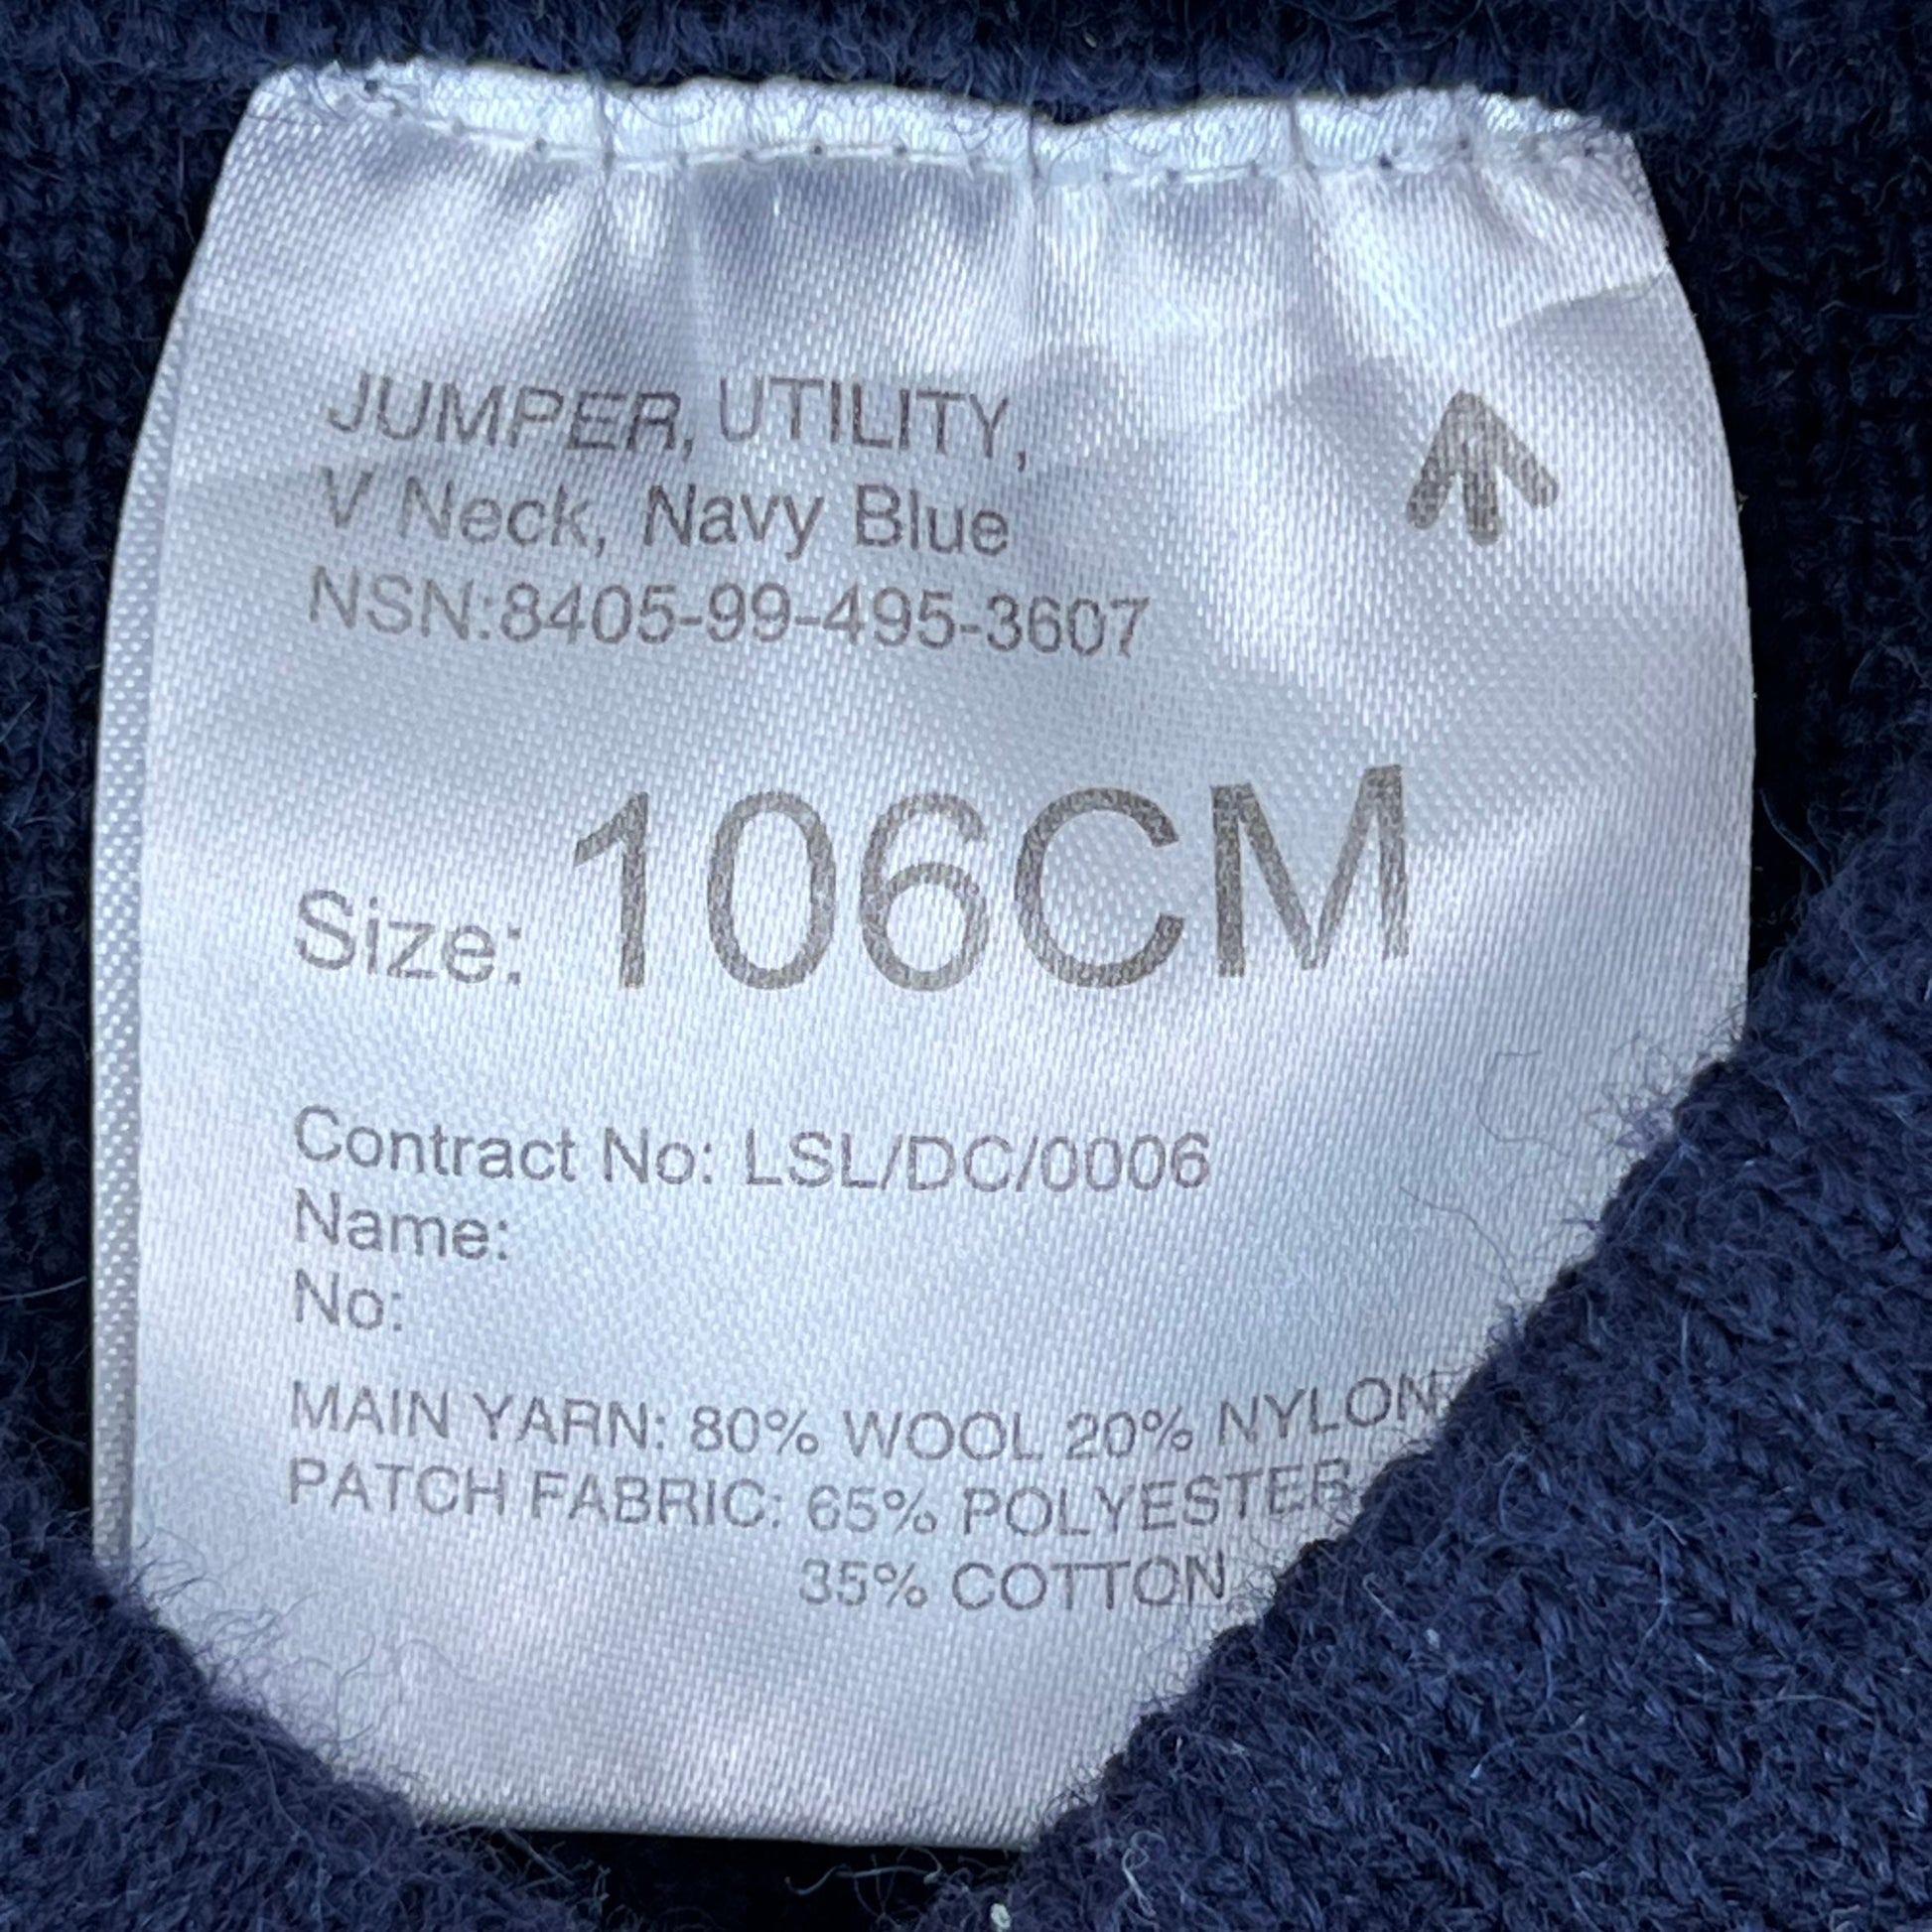 JUMPER, UTILITY,
V Neck, Navy Blue
NSN:8405-99-495-3607
Size: 106CM
Contract No: LSL/DC/0006
Name:
No:
MAIN YARN: 80% WOOL 20% NYLON
PATCH FABRIC: 65% POLYESTER
35% COTTON